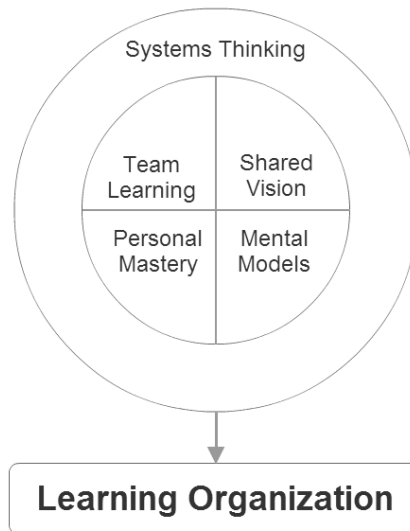 Systems Thinking
Team
Learning
Shared
Vision
Personal
Mastery
Mental
Models
Learning Organization